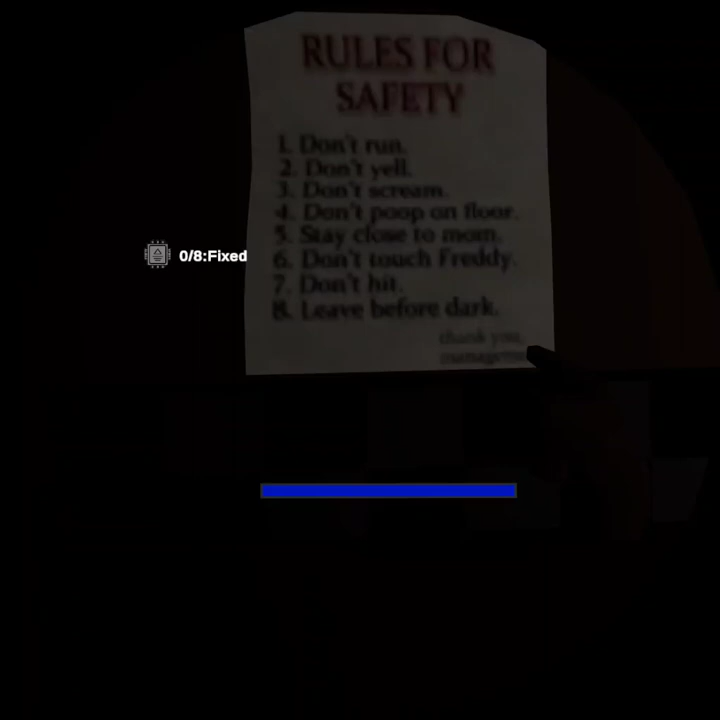 RULES FOR
SAFETY
1. Don't run.
2. Don't yell.
3. Don't scream.
4. Don't poop on floor.
5. Stay close to mom.
0/8:Fixed
6. Don't touch Freddy.
7. Don't hit.
8. Leave before dark.
thank you,